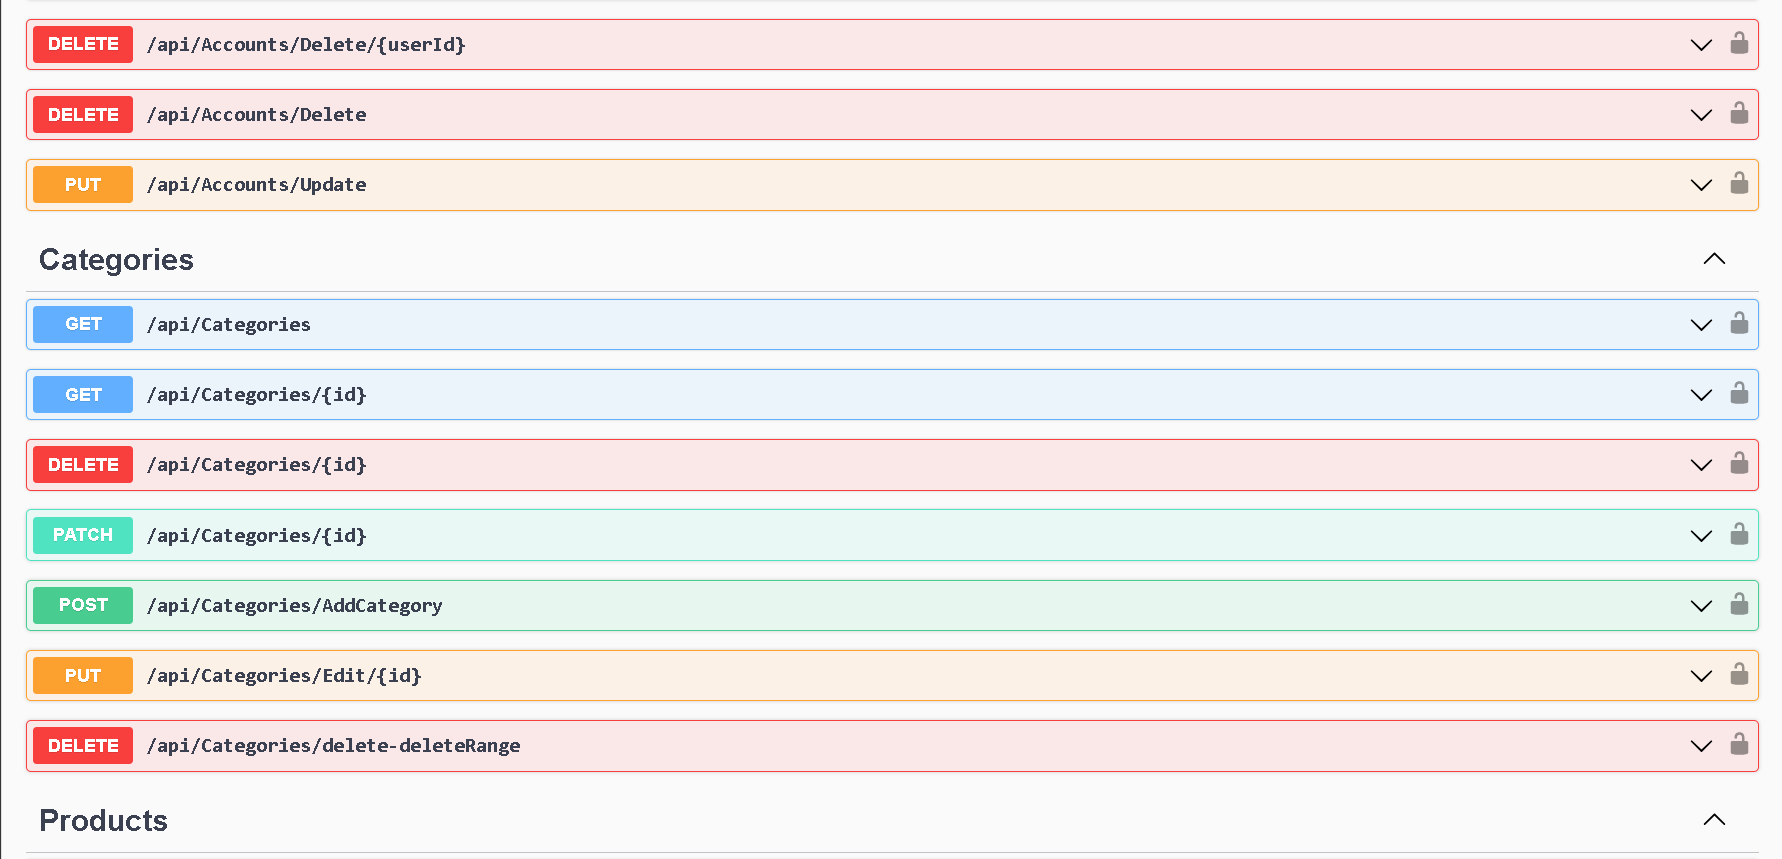 DELETE /api/Accounts/Delete/{userId}
DELETE /api/Accounts/Delete
PUT /api/Accounts/Update
Categories
GET /api/Categories
GET /api/Categories/{id}
DELETE /api/Categories/{id}
PATCH /api/Categories/{id}
POST /api/Categories/AddCategory
PUT /api/Categories/Edit/{id}
DELETE /api/Categories/delete-deleteRange
Products